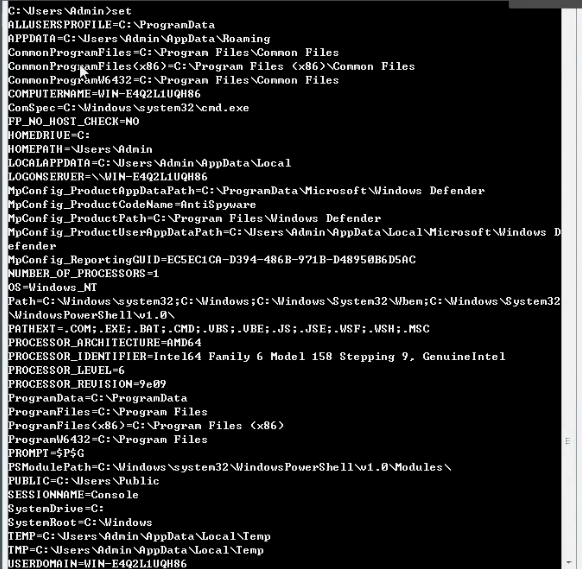 C:\Users\Admin>set
ALLUSERSPROFILE=C:\ProgramData
APPDATA=C:\Users\Admin\AppData\Roaming
CommonProgramFiles=C:\Program Files\Common Files
CommonProgramFiles(x86)=C:\Program Files (x86)\Common Files
CommonProgramW6432=C:\Program Files\Common Files
COMPUTERNAME=WIN-E4Q2L1UQH86
ComSpec=C:\Windows\system32\cmd.exe
FP_NO_HOST_CHECK=NO
HOMEDRIVE=C:
HOMEPATH=\Users\Admin
LOCALAPPDATA=C:\Users\Admin\AppData\Local
LOGONSERVER=\\WIN-E4Q2L1UQH86
MpConfig_ProductAppDataPath=C:\ProgramData\Microsoft\Windows Defender
MpConfig_ProductCodeName=AntiSpyware
MpConfig_ProductPath=C:\Program Files\Windows Defender
MpConfig_ProductUserAppDataPath=C:\Users\Admin\AppData\Local\Microsoft\Windows D
efender
MpConfig_ReportingGUID=EC5EC1CA-D394-486B-971B-D48950B6D5AC
NUMBER_OF_PROCESSORS=1
OS=Windows_NT
Path=C:\Windows\system32;C:\Windows;C:\Windows\System32\Wbem;C:\Windows\System32
\WindowsPowerShell\v1.0\
PATHEXT=.COM;.EXE;.BAT;.CMD;.VBS;.VBE;.JS;.JSE;.WSF;.WSH;.MSC
PROCESSOR_ARCHITECTURE=AMD64
PROCESSOR_IDENTIFIER=Intel64 Family 6 Model 158 Stepping 9, GenuineIntel
PROCESSOR_LEVEL=6
PROCESSOR_REVISION=9e09
ProgramData=C:\ProgramData
ProgramFiles=C:\Program Files
ProgramFiles(x86)=C:\Program Files (x86)
ProgramW6432=C:\Program Files
PROMPT=$P$G
PSModulePath=C:\Windows\system32\WindowsPowerShell\v1.0\Modules\
PUBLIC=C:\Users\Public
SESSIONNAME=Console
SystemDrive=C:
SystemRoot=C:\Windows
TEMP=C:\Users\Admin\AppData\Local\Temp
TMP=C:\Users\Admin\AppData\Local\Temp
USERDOMAIN=WIN-E4Q2L1UQH86